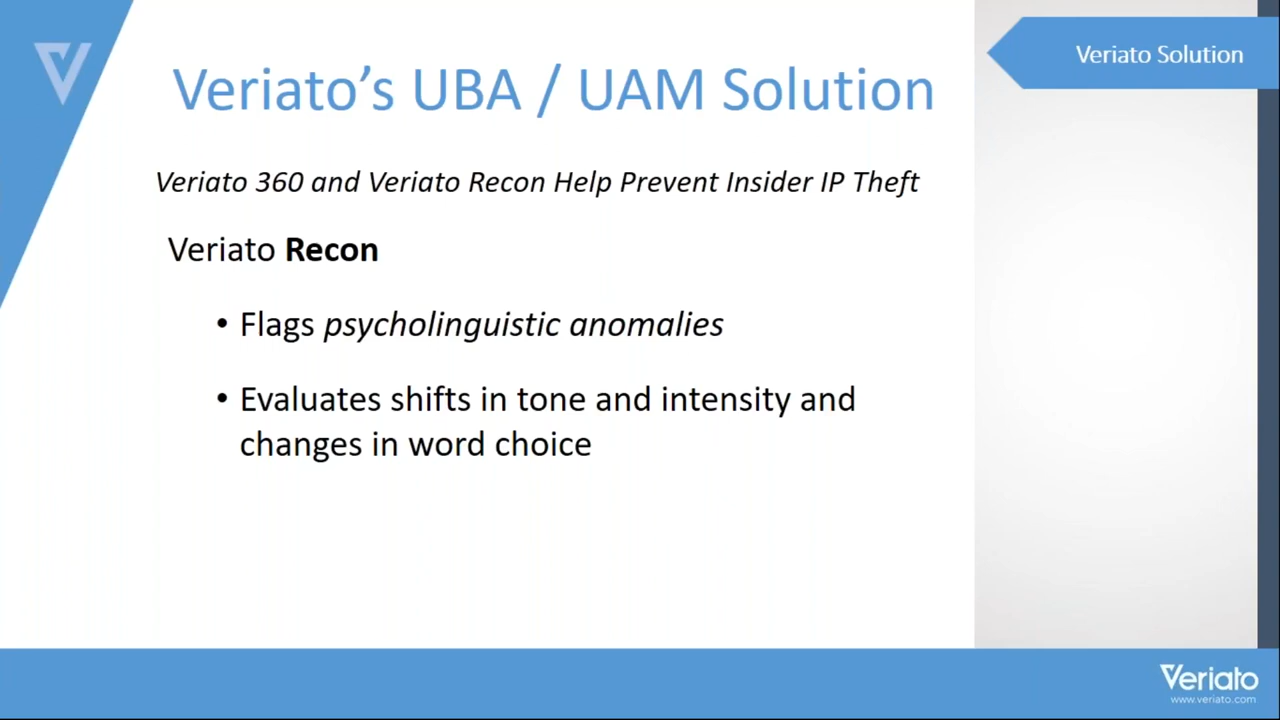 Veriato Solution
Veriato's UBA / UAM Solution
Veriato 360 and Veriato Recon Help Prevent Insider IP Theft
Veriato Recon
• Flags psycholinguistic anomalies
• Evaluates shifts in tone and intensity and
changes in word choice
Veriato
www.veriato.com